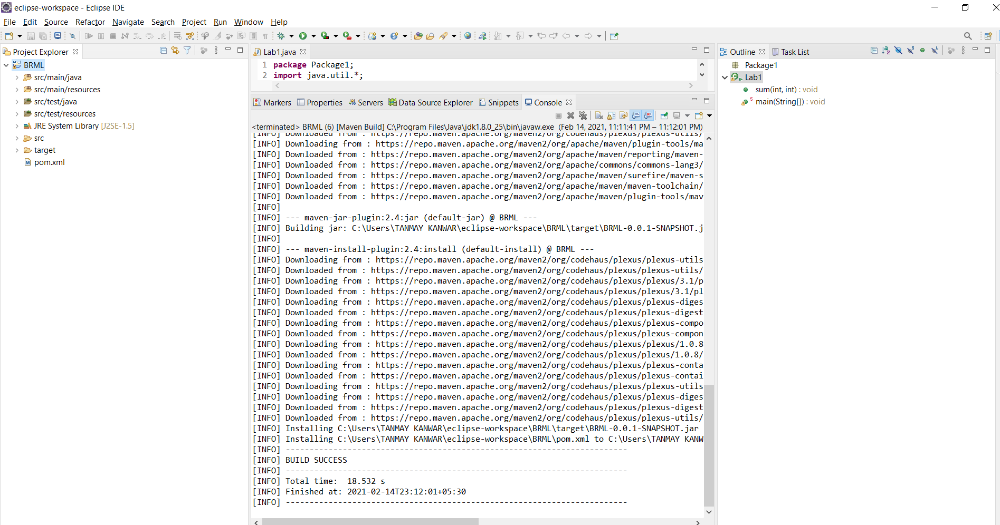 eclipse-workspace - Eclipse IDE
File Edit Source Refactor Navigate Search Project Run Window Help
Project Explorer
BRML
src/main/java
src/main/resources
src/test/java
src/test/resources
JRE System Library [J2SE-1.5]
src
target
pom.xml
Lab1.java
1 package Package1;
2 import java.util.*;
Markers Properties Servers Data Source Explorer Snippets Console
<terminated> BRML (6) [Maven Build] C:\Program Files\Java\jdk1.8.0_25\bin\javaw.exe (Feb 14, 2021, 11:11:41 PM – 11:12:01 PM)
[INFO] Downloaded from : https://repo.maven.apache.org/maven2/org/codehaus/plexus/plexus-utils/
[INFO] Downloading from : https://repo.maven.apache.org/maven2/org/apache/maven/plugin-tools/ma
[INFO] Downloaded from : https://repo.maven.apache.org/maven2/org/apache/maven/reporting/maven-
[INFO] Downloaded from : https://repo.maven.apache.org/maven2/org/apache/commons/commons-lang3/
[INFO] Downloaded from : https://repo.maven.apache.org/maven2/org/apache/maven/surefire/maven-s
[INFO] Downloaded from : https://repo.maven.apache.org/maven2/org/apache/maven/maven-toolchain/
[INFO] Downloaded from : https://repo.maven.apache.org/maven2/org/apache/maven/plugin-tools/mav
[INFO]
[INFO] --- maven-jar-plugin:2.4:jar (default-jar) @ BRML ---
[INFO] Building jar: C:\Users\TANMAY KANWAR\eclipse-workspace\BRML\target\BRML-0.0.1-SNAPSHOT.j
[INFO]
[INFO] --- maven-install-plugin:2.4:install (default-install) @ BRML ---
[INFO] Downloading from : https://repo.maven.apache.org/maven2/org/codehaus/plexus/plexus-utils
[INFO] Downloaded from : https://repo.maven.apache.org/maven2/org/codehaus/plexus/plexus-utils/
[INFO] Downloading from : https://repo.maven.apache.org/maven2/org/codehaus/plexus/plexus/3.1/p
[INFO] Downloaded from : https://repo.maven.apache.org/maven2/org/codehaus/plexus/plexus/3.1/pl
[INFO] Downloading from : https://repo.maven.apache.org/maven2/org/codehaus/plexus/plexus-diges
[INFO] Downloaded from : https://repo.maven.apache.org/maven2/org/codehaus/plexus/plexus-digest
[INFO] Downloading from : https://repo.maven.apache.org/maven2/org/codehaus/plexus/plexus-compo
[INFO] Downloaded from : https://repo.maven.apache.org/maven2/org/codehaus/plexus/plexus-compon
[INFO] Downloading from : https://repo.maven.apache.org/maven2/org/codehaus/plexus/plexus/1.0.8
[INFO] Downloaded from : https://repo.maven.apache.org/maven2/org/codehaus/plexus/plexus/1.0.8/
[INFO] Downloading from : https://repo.maven.apache.org/maven2/org/codehaus/plexus/plexus-conta
[INFO] Downloaded from : https://repo.maven.apache.org/maven2/org/codehaus/plexus/plexus-contai
[INFO] Downloading from : https://repo.maven.apache.org/maven2/org/codehaus/plexus/plexus-utils
[INFO] Downloading from : https://repo.maven.apache.org/maven2/org/codehaus/plexus/plexus-diges
[INFO] Downloaded from : https://repo.maven.apache.org/maven2/org/codehaus/plexus/plexus-digest
[INFO] Downloaded from : https://repo.maven.apache.org/maven2/org/codehaus/plexus/plexus-utils/
[INFO] Installing C:\Users\TANMAY KANWAR\eclipse-workspace\BRML\target\BRML-0.0.1-SNAPSHOT.jar
[INFO] Installing C:\Users\TANMAY KANWAR\eclipse-workspace\BRML\pom.xml to C:\Users\TANMAY KANW
[INFO] ------------------------------------------------------------------------
[INFO] BUILD SUCCESS
[INFO] ------------------------------------------------------------------------
[INFO] Total time:  18.532 s
[INFO] Finished at: 2021-02-14T23:12:01+05:30
[INFO] ------------------------------------------------------------------------
Outline Task List
Package1
Lab1
sum(int, int) : void
main(String[]) : void